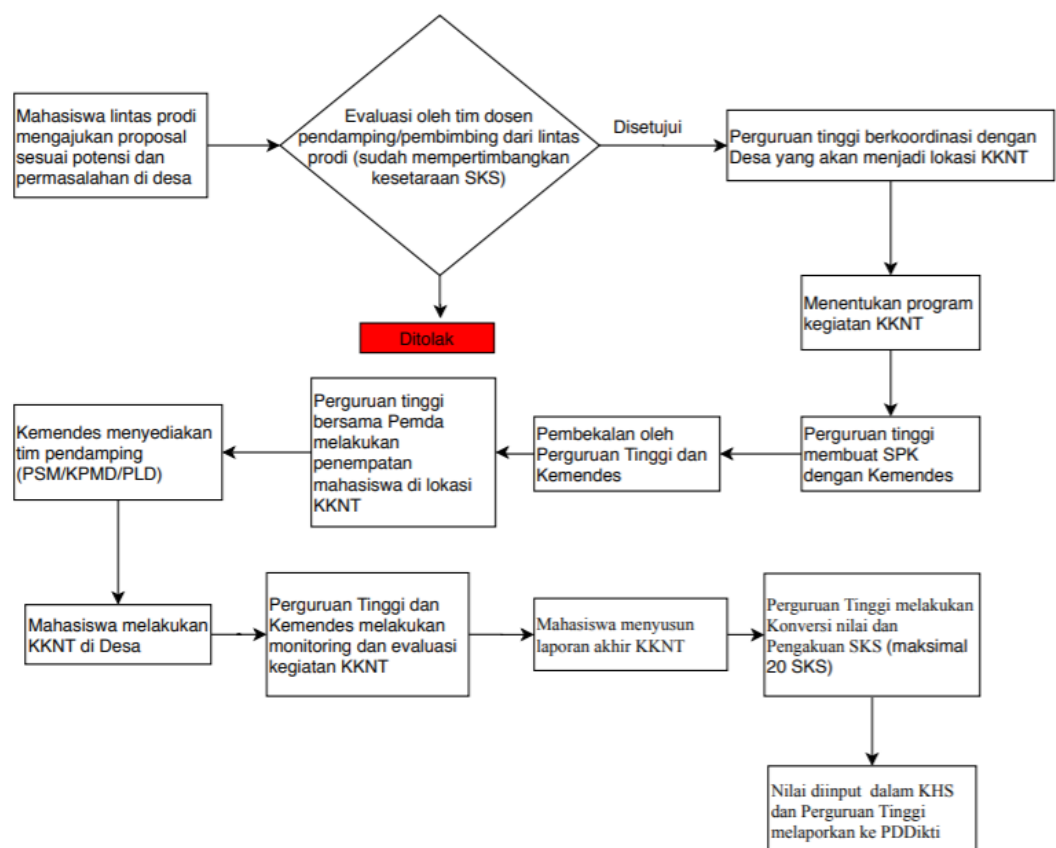 Mahasiswa lintas prodi
mengajukan proposal
sesuai potensi dan
permasalahan di desa
Evaluasi oleh tim dosen
pendamping/pembimbing dari lintas
prodi (sudah mempertimbangkan
kesetaraan SKS)
Disetujui
Perguruan tinggi berkoordinasi dengan
Desa yang akan menjadi lokasi KKNT
Ditolak
Menentukan program
kegiatan KKNT
Perguruan tinggi
membuat SPK
dengan Kemendes
Pembekalan oleh
Perguruan Tinggi dan
Kemendes
Perguruan tinggi
bersama Pemda
melakukan
penempatan
mahasiswa di lokasi
KKNT
Kemendes menyediakan
tim pendamping
(PSM/KPMD/PLD)
Mahasiswa melakukan
KKNT di Desa
Perguruan Tinggi dan
Kemendes melakukan
monitoring dan evaluasi
kegiatan KKNT
Mahasiswa menyusun
laporan akhir KKNT
Perguruan Tinggi melakukan
Konversi nilai dan
Pengakuan SKS (maksimal
20 SKS)
Nilai diinput dalam KHS
dan Perguruan Tinggi
melaporkan ke PDDikti